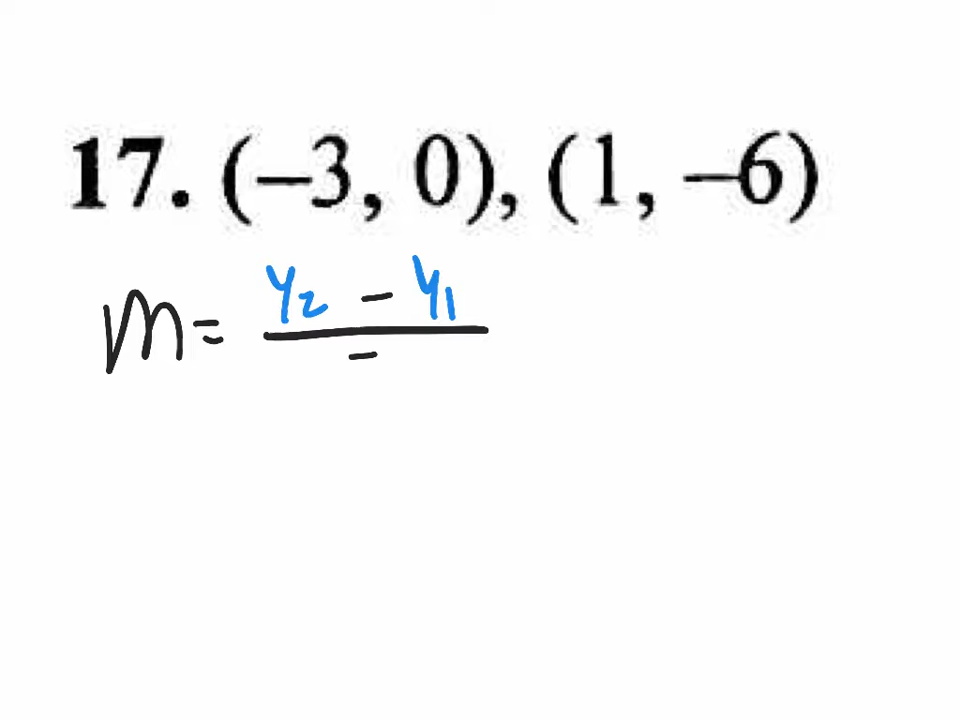 17. (–3, 0), (1, –6)
m = y2 - y1
-